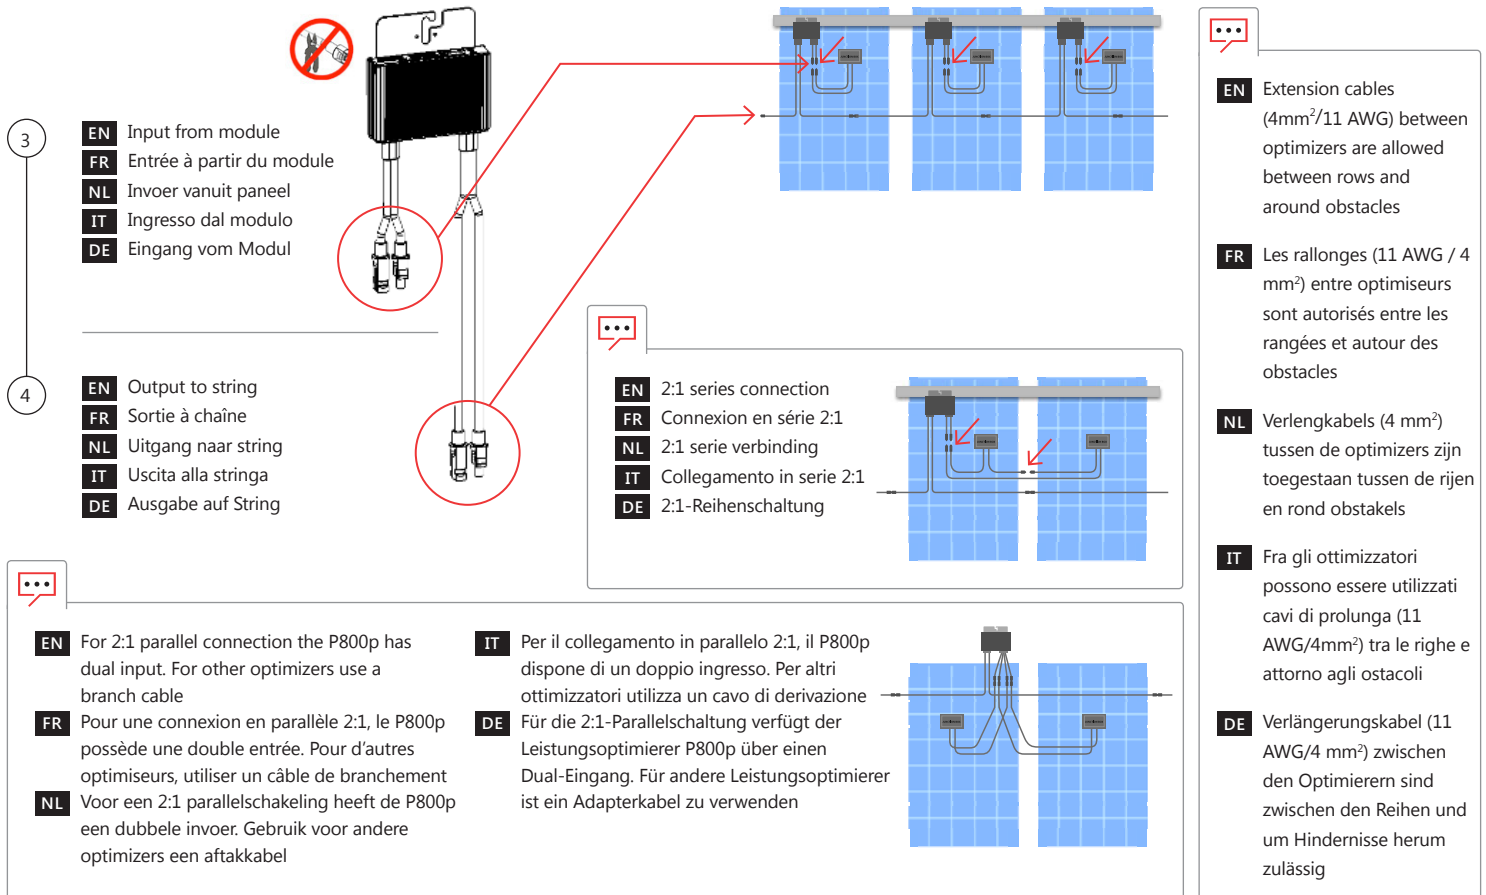 3
EN Input from module
FR Entrée à partir du module
NL Invoer vanuit paneel
IT Ingresso dal modulo
DE Eingang vom Modul
4
EN Output to string
FR Sortie à chaîne
NL Uitgang naar string
IT Uscita alla stringa
DE Ausgabe auf String
EN 2:1 series connection
FR Connexion en série 2:1
NL 2:1 serie verbinding
IT Collegamento in serie 2:1
DE 2:1-Reihenschaltung
EN For 2:1 parallel connection the P800p has
dual input. For other optimizers use a
branch cable
FR Pour une connexion en parallèle 2:1, le P800p
possède une double entrée. Pour d'autres
optimiseurs, utiliser un câble de branchement
NL Voor een 2:1 parallelschakeling heeft de P800p
een dubbele invoer. Gebruik voor andere
optimizers een aftakkabel
IT Per il collegamento in parallelo 2:1, il P800p
dispone di un doppio ingresso. Per altri
ottimizzatori utilizza un cavo di derivazione
DE Für die 2:1-Parallelschaltung verfügt der
Leistungsoptimierer P800p über einen
Dual-Eingang. Für andere Leistungsoptimierer
ist ein Adapterkabel zu verwenden
EN Extension cables
(4mm²/11 AWG) between
optimizers are allowed
between rows and
around obstacles
FR Les rallonges (11 AWG / 4
mm²) entre optimiseurs
sont autorisés entre les
rangées et autour des
obstacles
NL Verlengkabels (4 mm²)
tussen de optimizers zijn
toegestaan tussen de rijen
en rond obstakels
IT Fra gli ottimizzatori
possono essere utilizzati
cavi di prolunga (11
AWG/4mm²) tra le righe e
attorno agli ostacoli
DE Verlängerungskabel (11
AWG/4 mm²) zwischen
den Optimierern sind
zwischen den Reihen und
um Hindernisse herum
zulässig